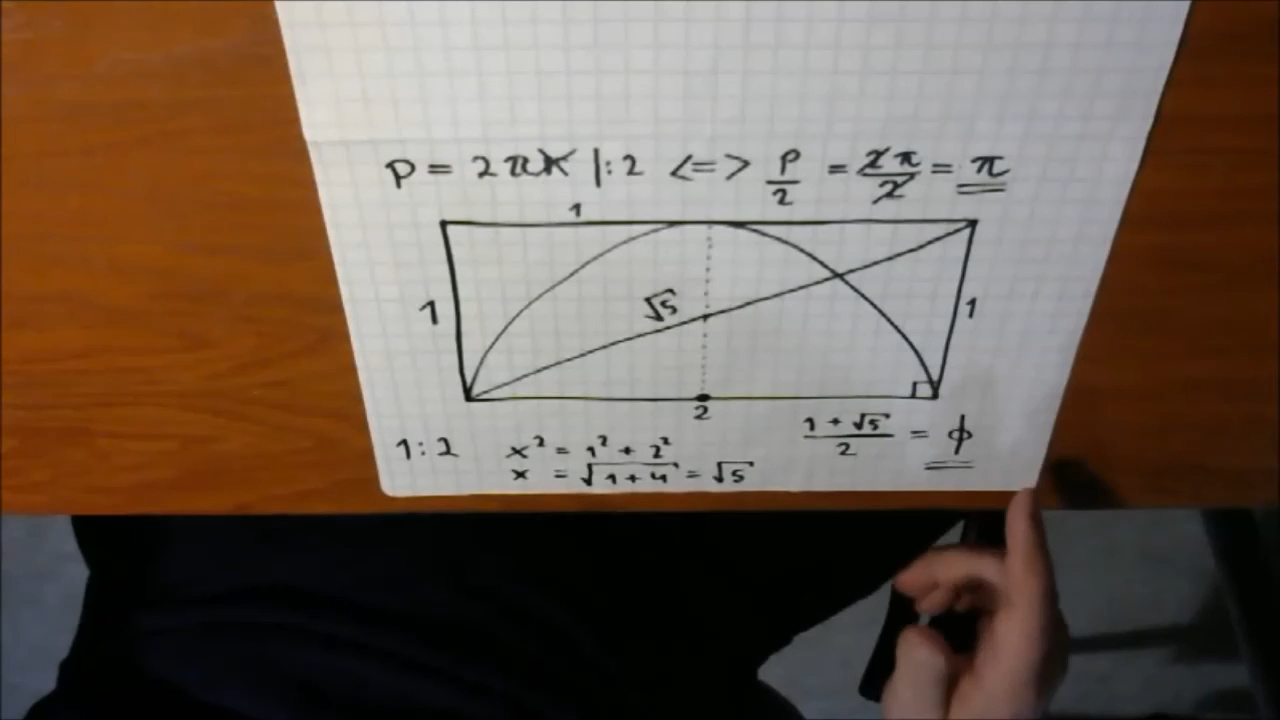 P = 2πr̸ |:2 <=> P/2 = 2̸π/2̸ = π
1
√5
1 1
2
1:2
x² = 1² + 2²
x = √(1+4) = √5
(1+√5)/2 = ϕ